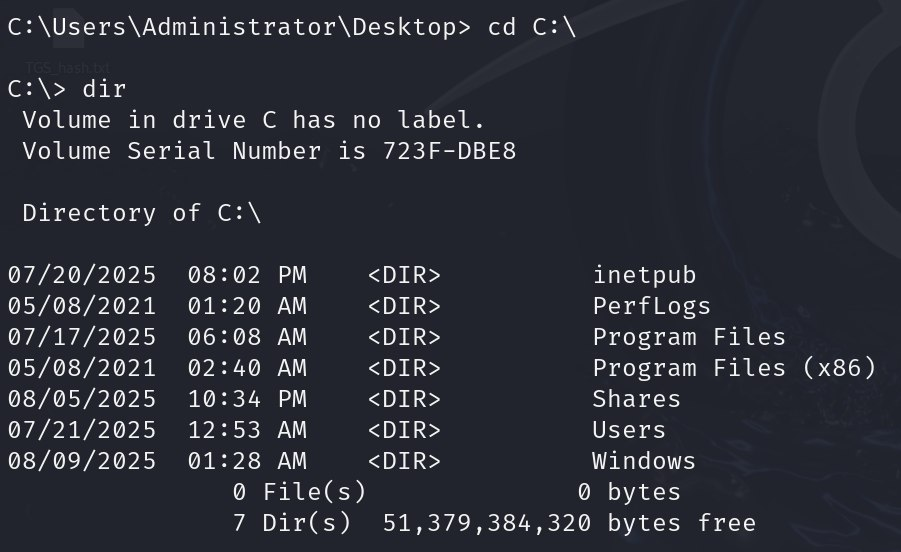 C:\Users\Administrator\Desktop> cd C:\
TGS_hash.txt
C:\> dir
 Volume in drive C has no label.
 Volume Serial Number is 723F-DBE8
 Directory of C:\
07/20/2025  08:02 PM    <DIR>          inetpub
05/08/2021  01:20 AM    <DIR>          PerfLogs
07/17/2025  06:08 AM    <DIR>          Program Files
05/08/2021  02:40 AM    <DIR>          Program Files (x86)
08/05/2025  10:34 PM    <DIR>          Shares
07/21/2025  12:53 AM    <DIR>          Users
08/09/2025  01:28 AM    <DIR>          Windows
               0 File(s)              0 bytes
               7 Dir(s)  51,379,384,320 bytes free